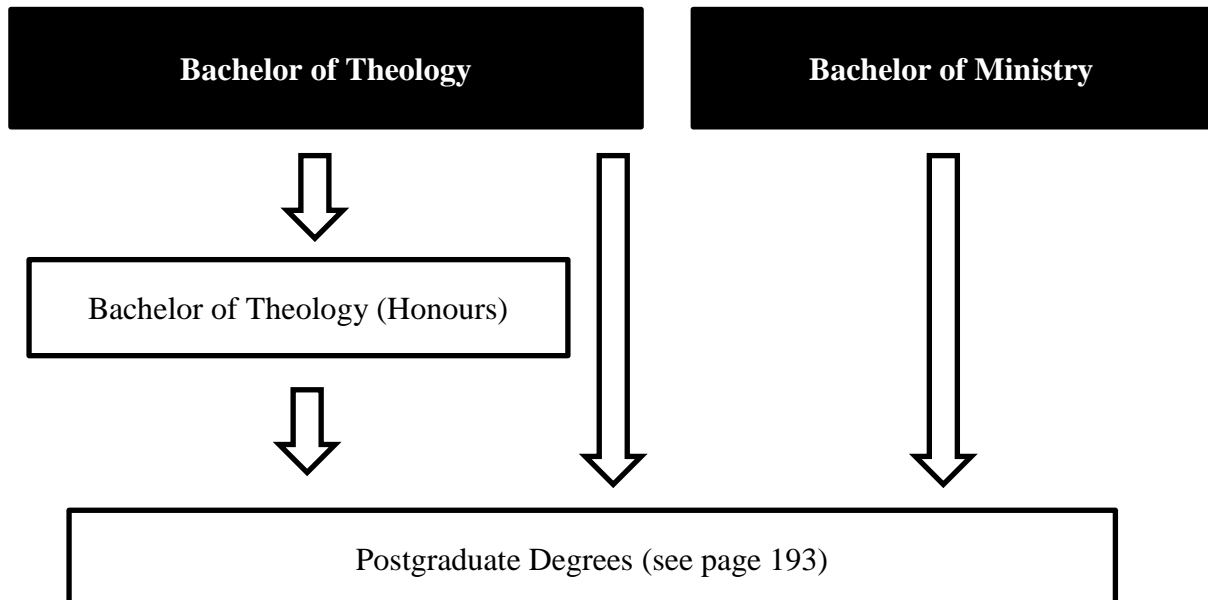 Bachelor of Theology
Bachelor of Ministry
Bachelor of Theology (Honours)
Postgraduate Degrees (see page 193)